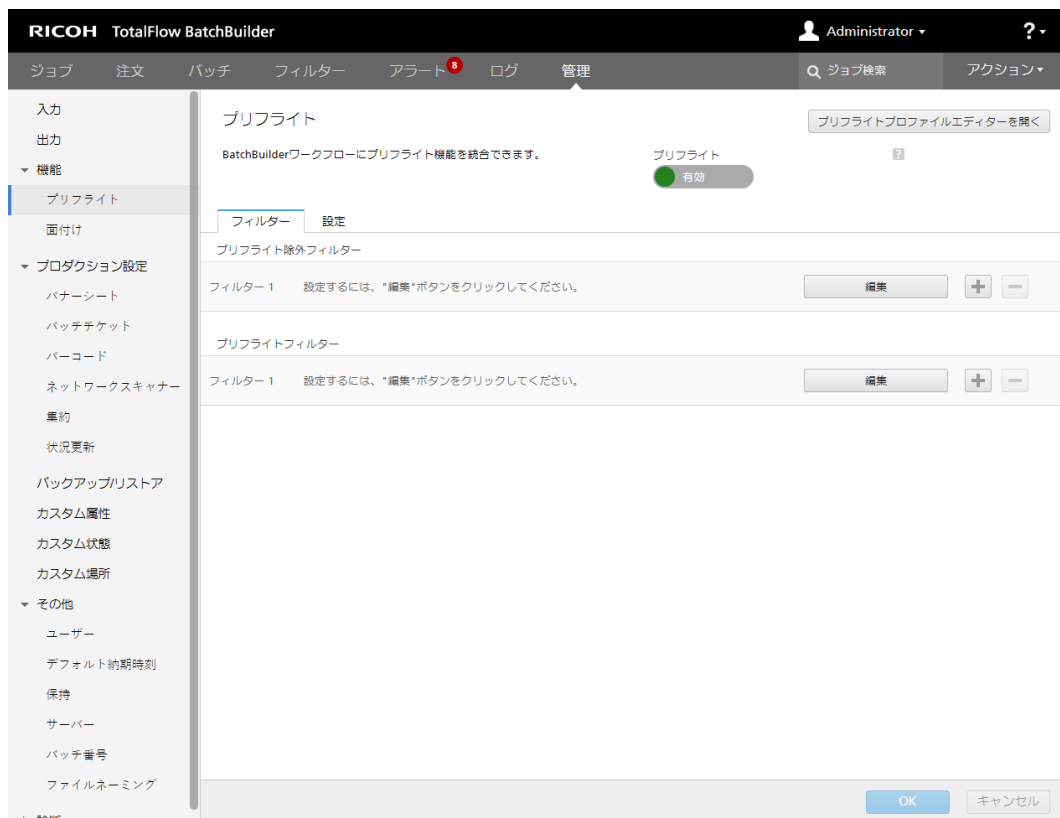 RICOH TotalFlow BatchBuilder Administrator ?
ジョブ 注文 バッチ フィルター アラート 8 ログ 管理 ジョブ検索 アクション
入力
出力
機能
プリフライト
面付け
プロダクション設定
バナーシート
バッチチケット
バーコード
ネットワークスキャナー
集約
状況更新
バックアップ/リストア
カスタム属性
カスタム状態
カスタム場所
その他
ユーザー
デフォルト納期時刻
保持
サーバー
バッチ番号
ファイルネーミング
プリフライト
プリフライトプロファイルエディターを開く
BatchBuilderワークフローにプリフライト機能を統合できます。
プリフライト ?
有効
フィルター 設定
プリフライト除外フィルター
フィルター 1 設定するには、"編集"ボタンをクリックしてください。 編集 + −
プリフライトフィルター
フィルター 1 設定するには、"編集"ボタンをクリックしてください。 編集 + −
OK キャンセル